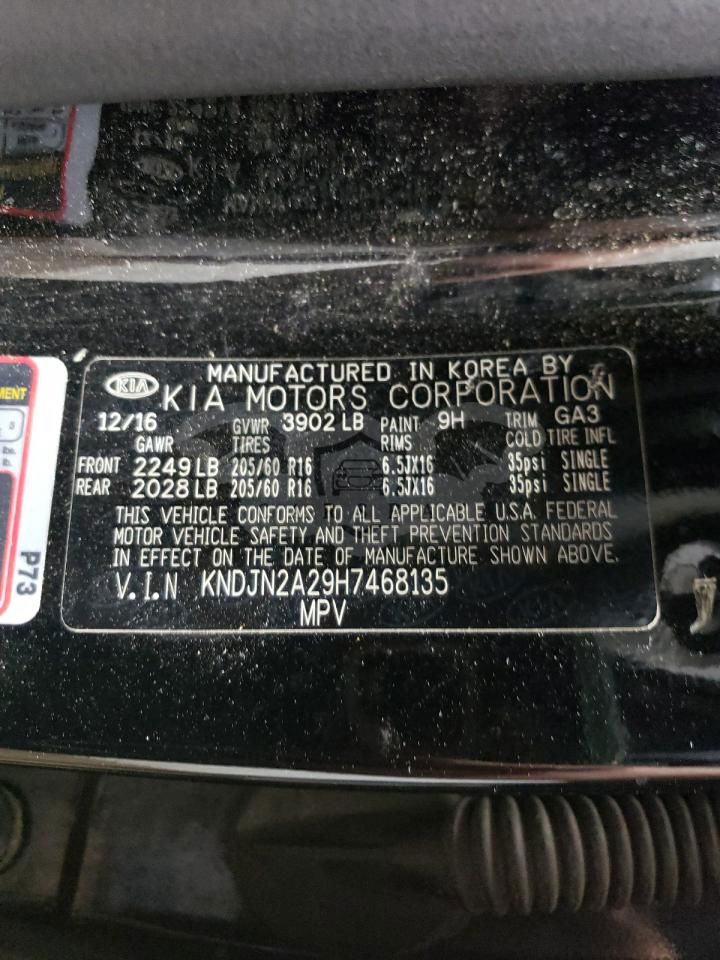 MANUFACTURED IN KOREA BY
KIA KIA MOTORS CORPORATION
12/16 GVWR 3902 LB PAINT 9H TRIM GA3
GAWR TIRES RIMS COLD TIRE INFL
FRONT 2249 LB 205/60 R16 6.5JX16 35psi SINGLE
REAR 2028 LB 205/60 R16 6.5JX16 35psi SINGLE
THIS VEHICLE CONFORMS TO ALL APPLICABLE U.S.A. FEDERAL
MOTOR VEHICLE SAFETY AND THEFT PREVENTION STANDARDS
IN EFFECT ON THE DATE OF MANUFACTURE SHOWN ABOVE.
V.I.N KNDJN2A29H7468135
MPV
P73